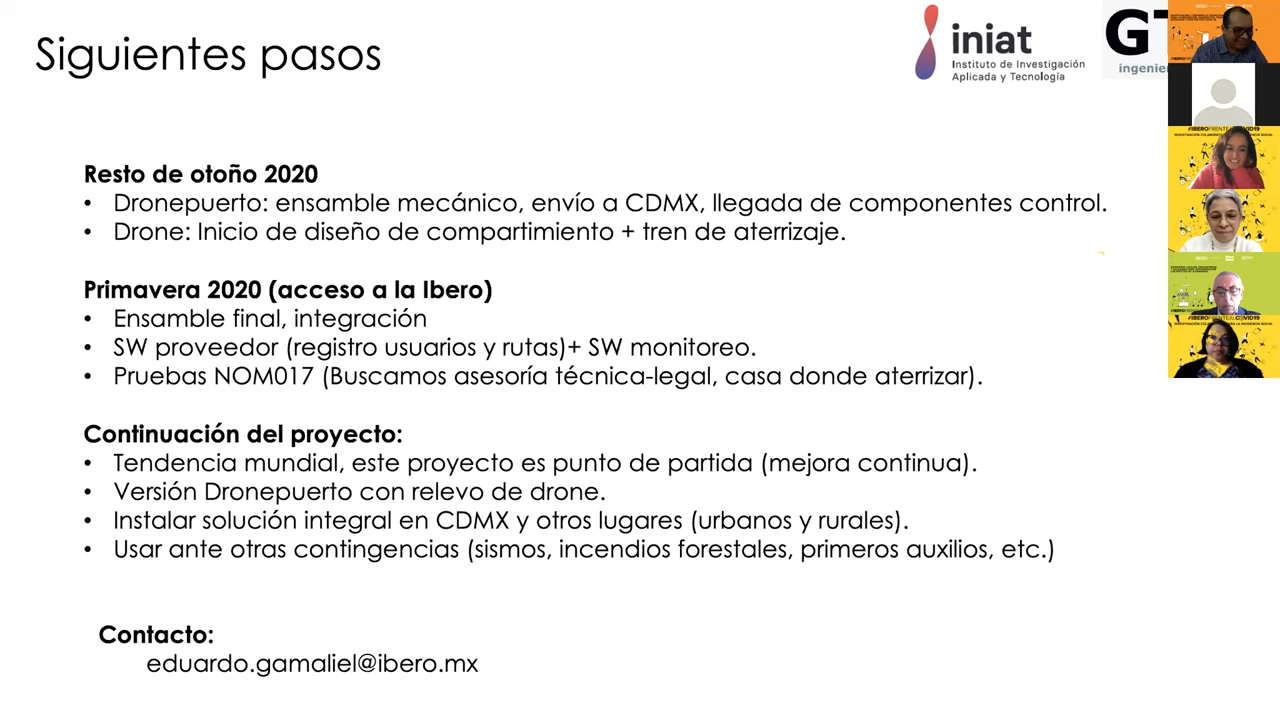 Siguientes pasos
iniat
Instituto de Investigación
Aplicada y Tecnología
Resto de otoño 2020
• Dronepuerto: ensamble mecánico, envío a CDMX, llegada de componentes control.
• Drone: Inicio de diseño de compartimiento + tren de aterrizaje.
Primavera 2020 (acceso a la Ibero)
• Ensamble final, integración
• SW proveedor (registro usuarios y rutas)+ SW monitoreo.
• Pruebas NOM017 (Buscamos asesoría técnica-legal, casa donde aterrizar).
Continuación del proyecto:
• Tendencia mundial, este proyecto es punto de partida (mejora continua).
• Versión Dronepuerto con relevo de drone.
• Instalar solución integral en CDMX y otros lugares (urbanos y rurales).
• Usar ante otras contingencias (sismos, incendios forestales, primeros auxilios, etc.)
Contacto:
eduardo.gamaliel@ibero.mx